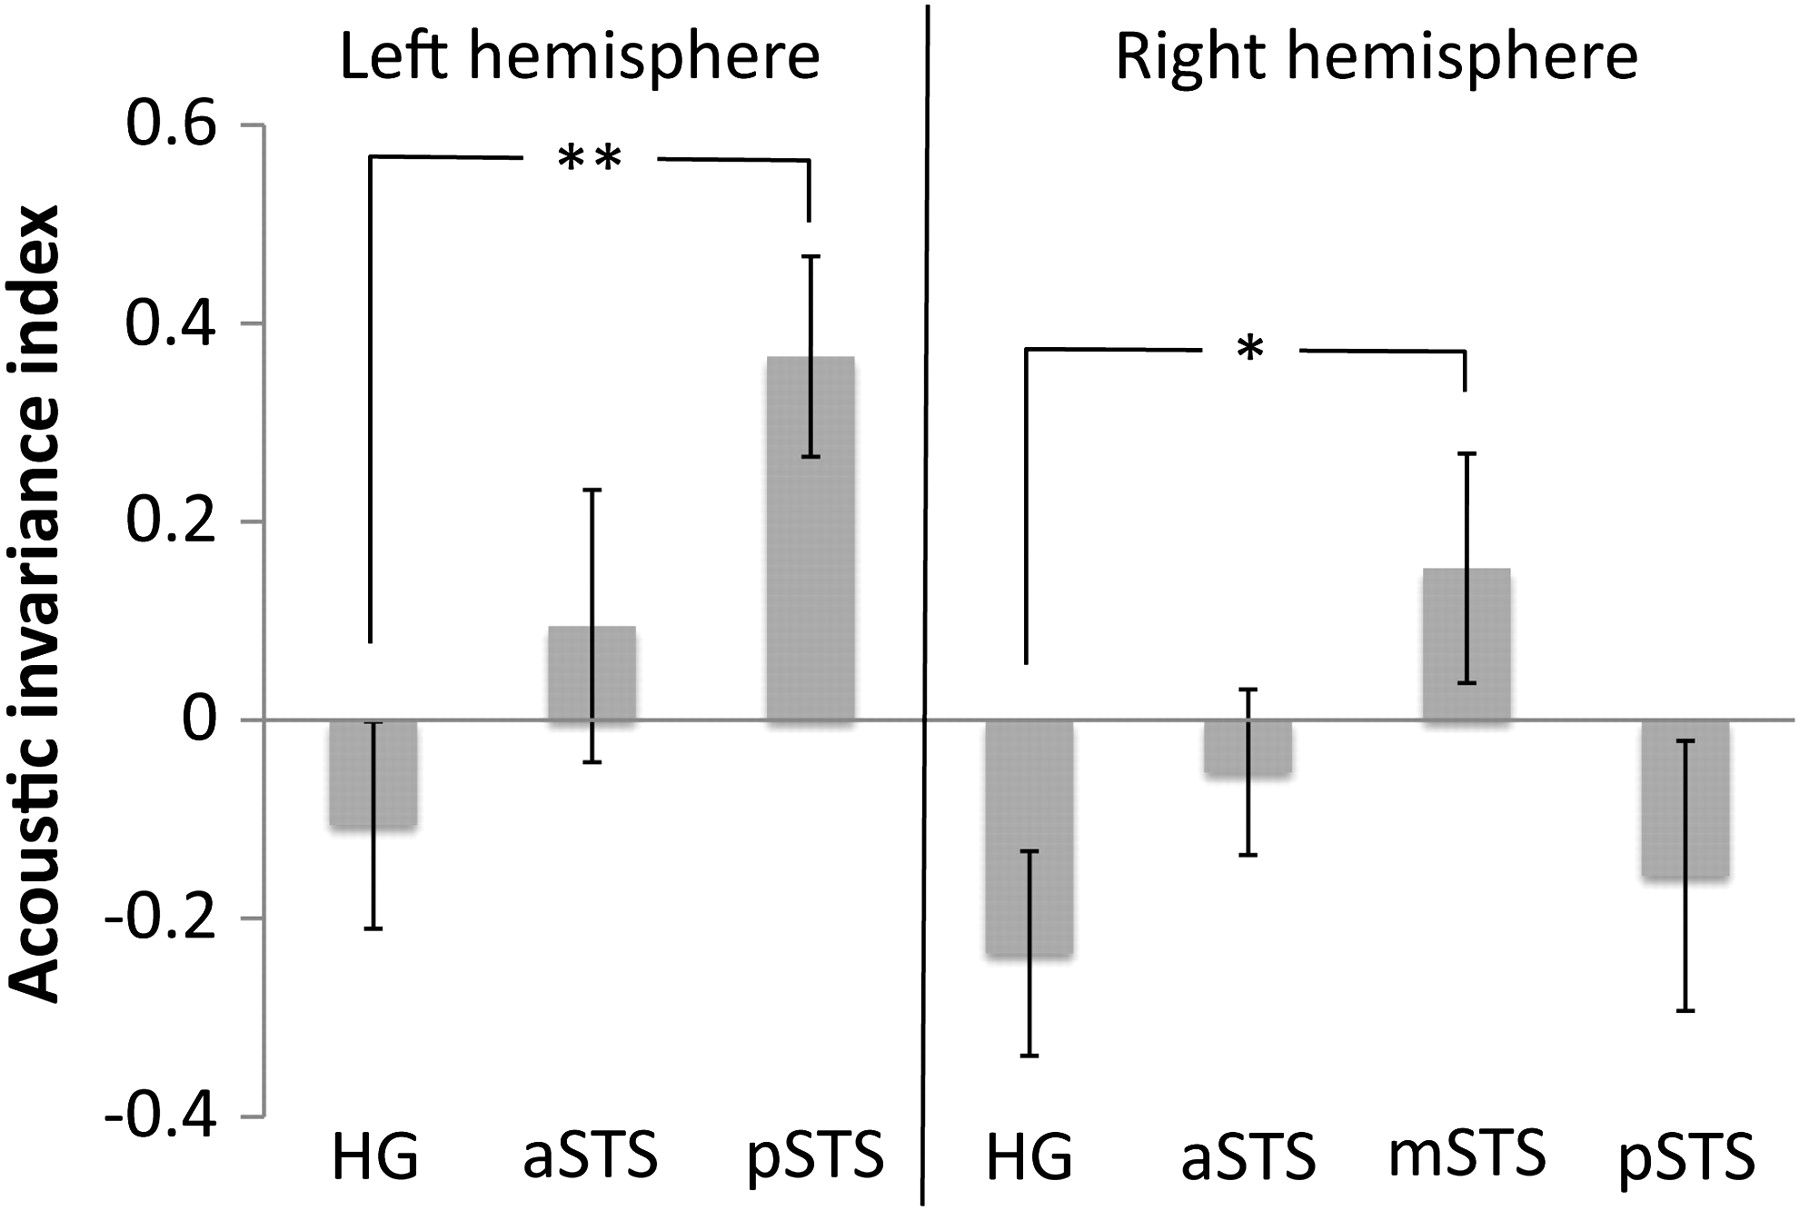 Left hemisphere
Right hemisphere
Acoustic invariance index
0.6
0.4
0.2
0
-0.2
-0.4
**
*
HG aSTS pSTS HG aSTS mSTS pSTS